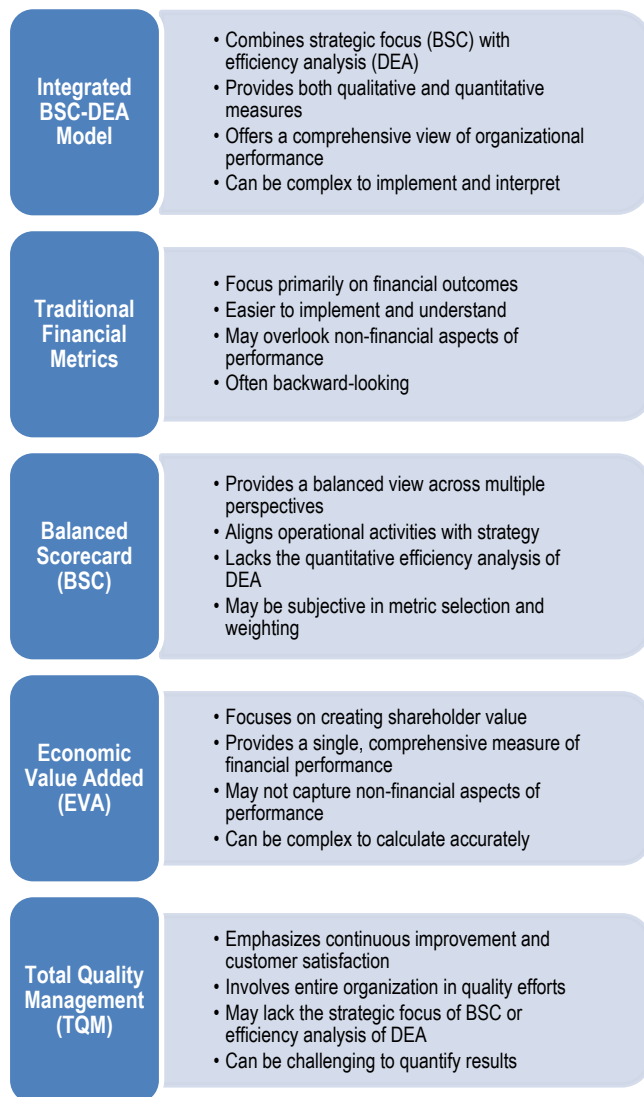 Integrated
BSC-DEA
Model
• Combines strategic focus (BSC) with
efficiency analysis (DEA)
• Provides both qualitative and quantitative
measures
• Offers a comprehensive view of organizational
performance
• Can be complex to implement and interpret
Traditional
Financial
Metrics
• Focus primarily on financial outcomes
• Easier to implement and understand
• May overlook non-financial aspects of
performance
• Often backward-looking
Balanced
Scorecard
(BSC)
• Provides a balanced view across multiple
perspectives
• Aligns operational activities with strategy
• Lacks the quantitative efficiency analysis of
DEA
• May be subjective in metric selection and
weighting
Economic
Value Added
(EVA)
• Focuses on creating shareholder value
• Provides a single, comprehensive measure of
financial performance
• May not capture non-financial aspects of
performance
• Can be complex to calculate accurately
Total Quality
Management
(TQM)
• Emphasizes continuous improvement and
customer satisfaction
• Involves entire organization in quality efforts
• May lack the strategic focus of BSC or
efficiency analysis of DEA
• Can be challenging to quantify results